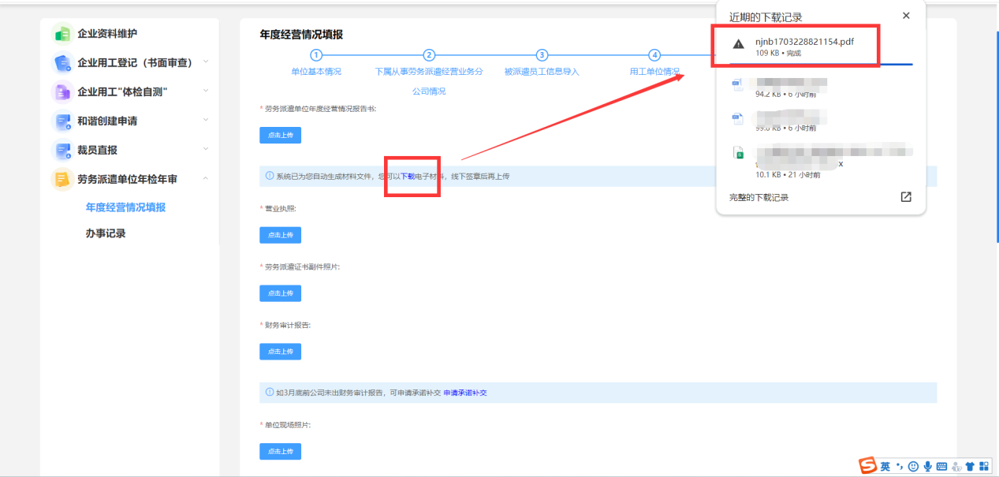 企业资料维护
企业用工登记（书面审查）
企业用工"体检自测"
和谐创建申请
裁员直报
劳务派遣单位年检年审
年度经营情况填报
办事记录
年度经营情况填报
1
单位基本情况
2
下属从事劳务派遣经营业务分
公司情况
3
被派遣员工信息导入
4
用工单位情况
* 劳务派遣单位年度经营情况报告书:
点击上传
系统已为您自动生成材料文件，您可以下载电子材料，线下签章后再上传
* 营业执照:
点击上传
* 劳务派遣证书副件照片:
点击上传
* 财务审计报告:
点击上传
如3月底前公司未出财务审计报告，可申请承诺补交 申请承诺补交
* 单位现场照片:
点击上传
近期的下载记录
njnb1703228821154.pdf
109 KB • 完成
94.2 KB • 6 小时前
99.0 KB • 6 小时前
x
10.1 KB • 21 小时前
完整的下载记录
英